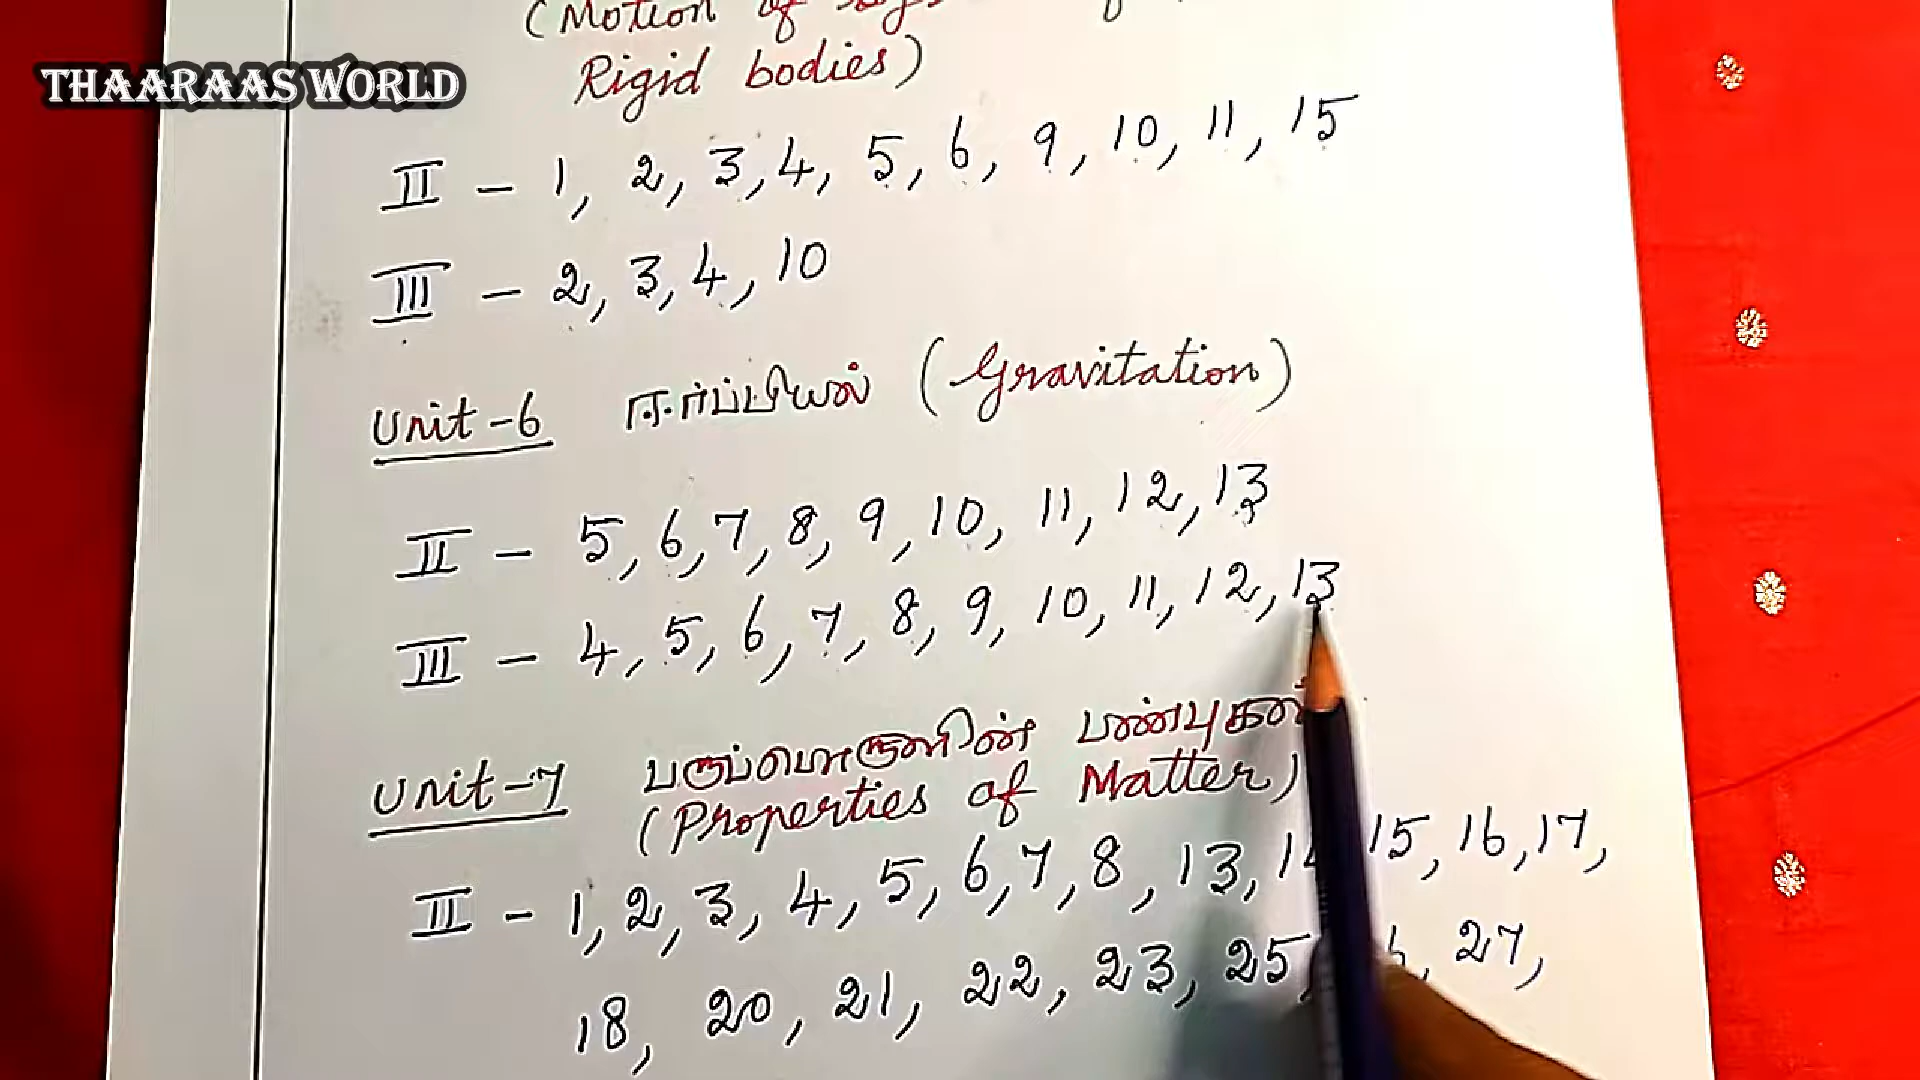 THAARAAS WORLD
(Motion of
Rigid bodies)
II - 1, 2, 3, 4, 5, 6, 9, 10, 11, 15
III - 2, 3, 4, 10
Unit-6 ஈர்ப்பியல் (Gravitation)
II - 5, 6, 7, 8, 9, 10, 11, 12, 13
III - 4, 5, 6, 7, 8, 9, 10, 11, 12, 13
Unit-7 பருப்பொருளின் பண்புகள்
(Properties of Matter)
II - 1, 2, 3, 4, 5, 6, 7, 8, 13, 15, 16, 17,
18, 20, 21, 22, 23, 25, 27,